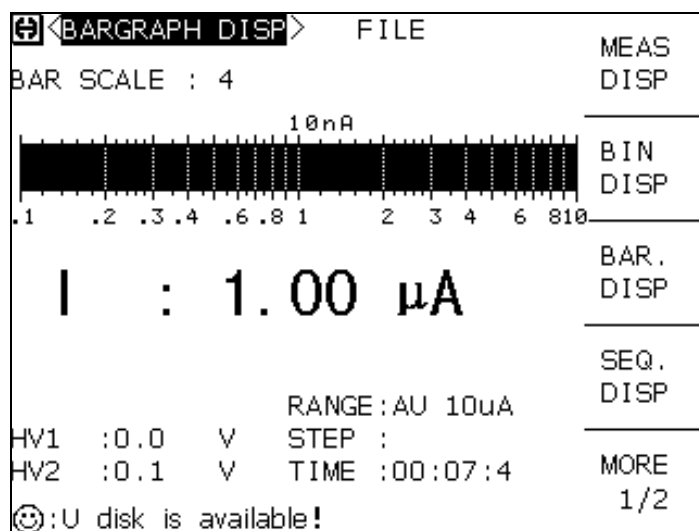 <BARGRAPH DISP> FILE
BAR SCALE : 4
10nA
.1 .2 .3 .4 .6 .8 1 2 3 4 6 8 10
I : 1.00 μA
RANGE:AU 10uA
HV1 :0.0 V STEP :
HV2 :0.1 V TIME :00:07:4
:U disk is available!
MEAS
DISP
BIN
DISP
BAR.
DISP
SEQ.
DISP
MORE
1/2